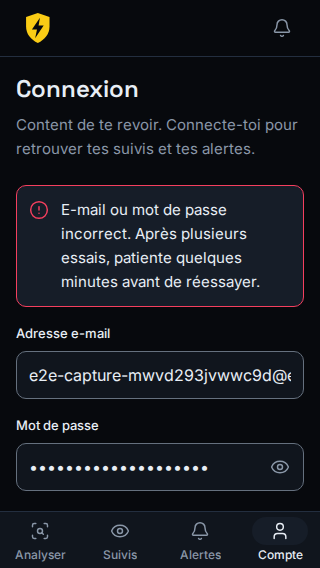 Connexion
Content de te revoir. Connecte-toi pour
retrouver tes suivis et tes alertes.
E-mail ou mot de passe
incorrect. Après plusieurs
essais, patiente quelques
minutes avant de réessayer.
Adresse e-mail
e2e-capture-mwvd293jvwwc9d@e
Mot de passe
••••••••••••••••••••
Analyser Suivis Alertes Compte